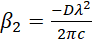 β₂ = −Dλ² / 2πc